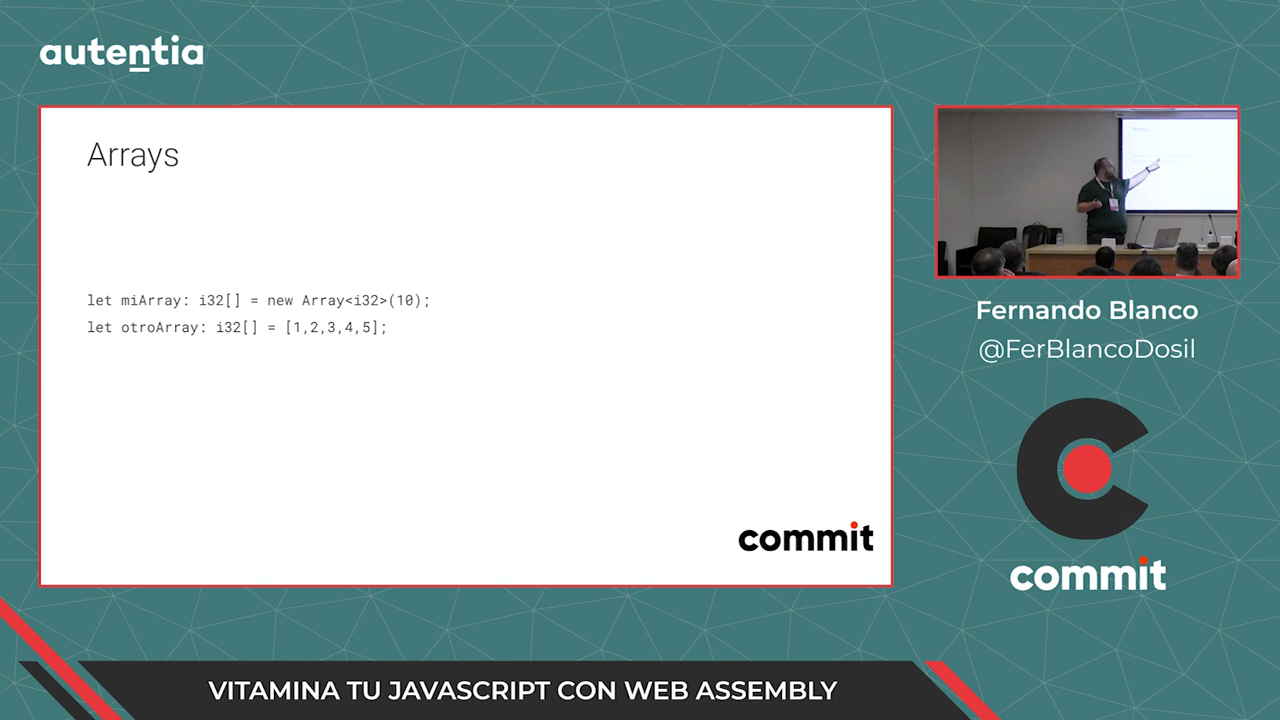 autentia
Arrays
let miArray: i32[] = new Array<i32>(10);
let otroArray: i32[] = [1,2,3,4,5];
commit
Fernando Blanco
@FerBlancoDosil
commit
VITAMINA TU JAVASCRIPT CON WEB ASSEMBLY